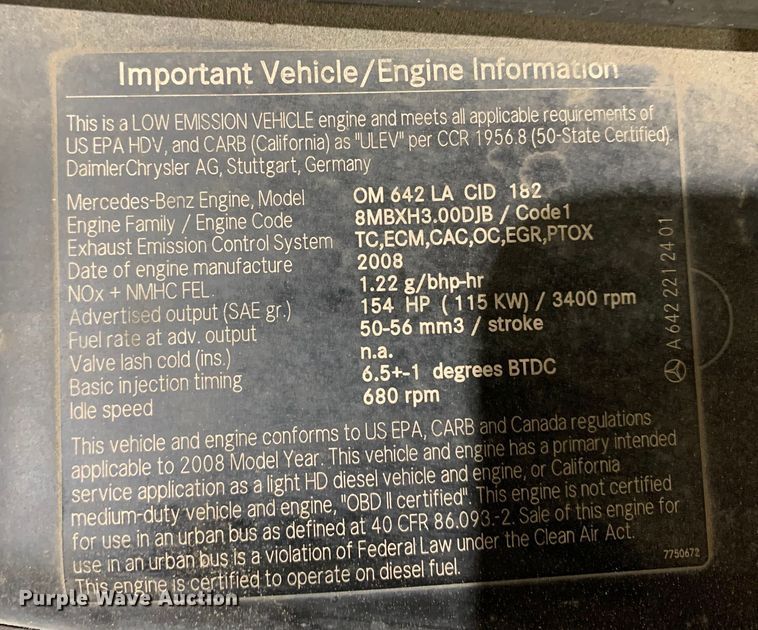 Important Vehicle/Engine Information
This is a LOW EMISSION VEHICLE engine and meets all applicable requirements of
US EPA HDV, and CARB (California) as "ULEV" per CCR 1956.8 (50-State Certified).
DaimlerChrysler AG, Stuttgart, Germany
Mercedes-Benz Engine, Model OM 642 LA CID 182
Engine Family / Engine Code 8MBXH3.00DJB / Code1
Exhaust Emission Control System TC,ECM,CAC,OC,EGR,PTOX
Date of engine manufacture 2008
NOx + NMHC FEL. 1.22 g/bhp-hr
Advertised output (SAE gr.) 154 HP ( 115 KW) / 3400 rpm
Fuel rate at adv. output 50-56 mm3 / stroke
Valve lash cold (ins.) n.a.
Basic injection timing 6.5+-1 degrees BTDC
Idle speed 680 rpm
A 642 221 24 01
This vehicle and engine conforms to US EPA, CARB and Canada regulations
applicable to 2008 Model Year. This vehicle and engine has a primary intended
service application as a light HD diesel vehicle and engine, or California
medium-duty vehicle and engine, "OBD II certified". This engine is not certified
for use in an urban bus as defined at 40 CFR 86.093.-2. Sale of this engine for
use in an urban bus is a violation of Federal Law under the Clean Air Act.
This engine is certified to operate on diesel fuel.
7750672
Purple Wave Auction